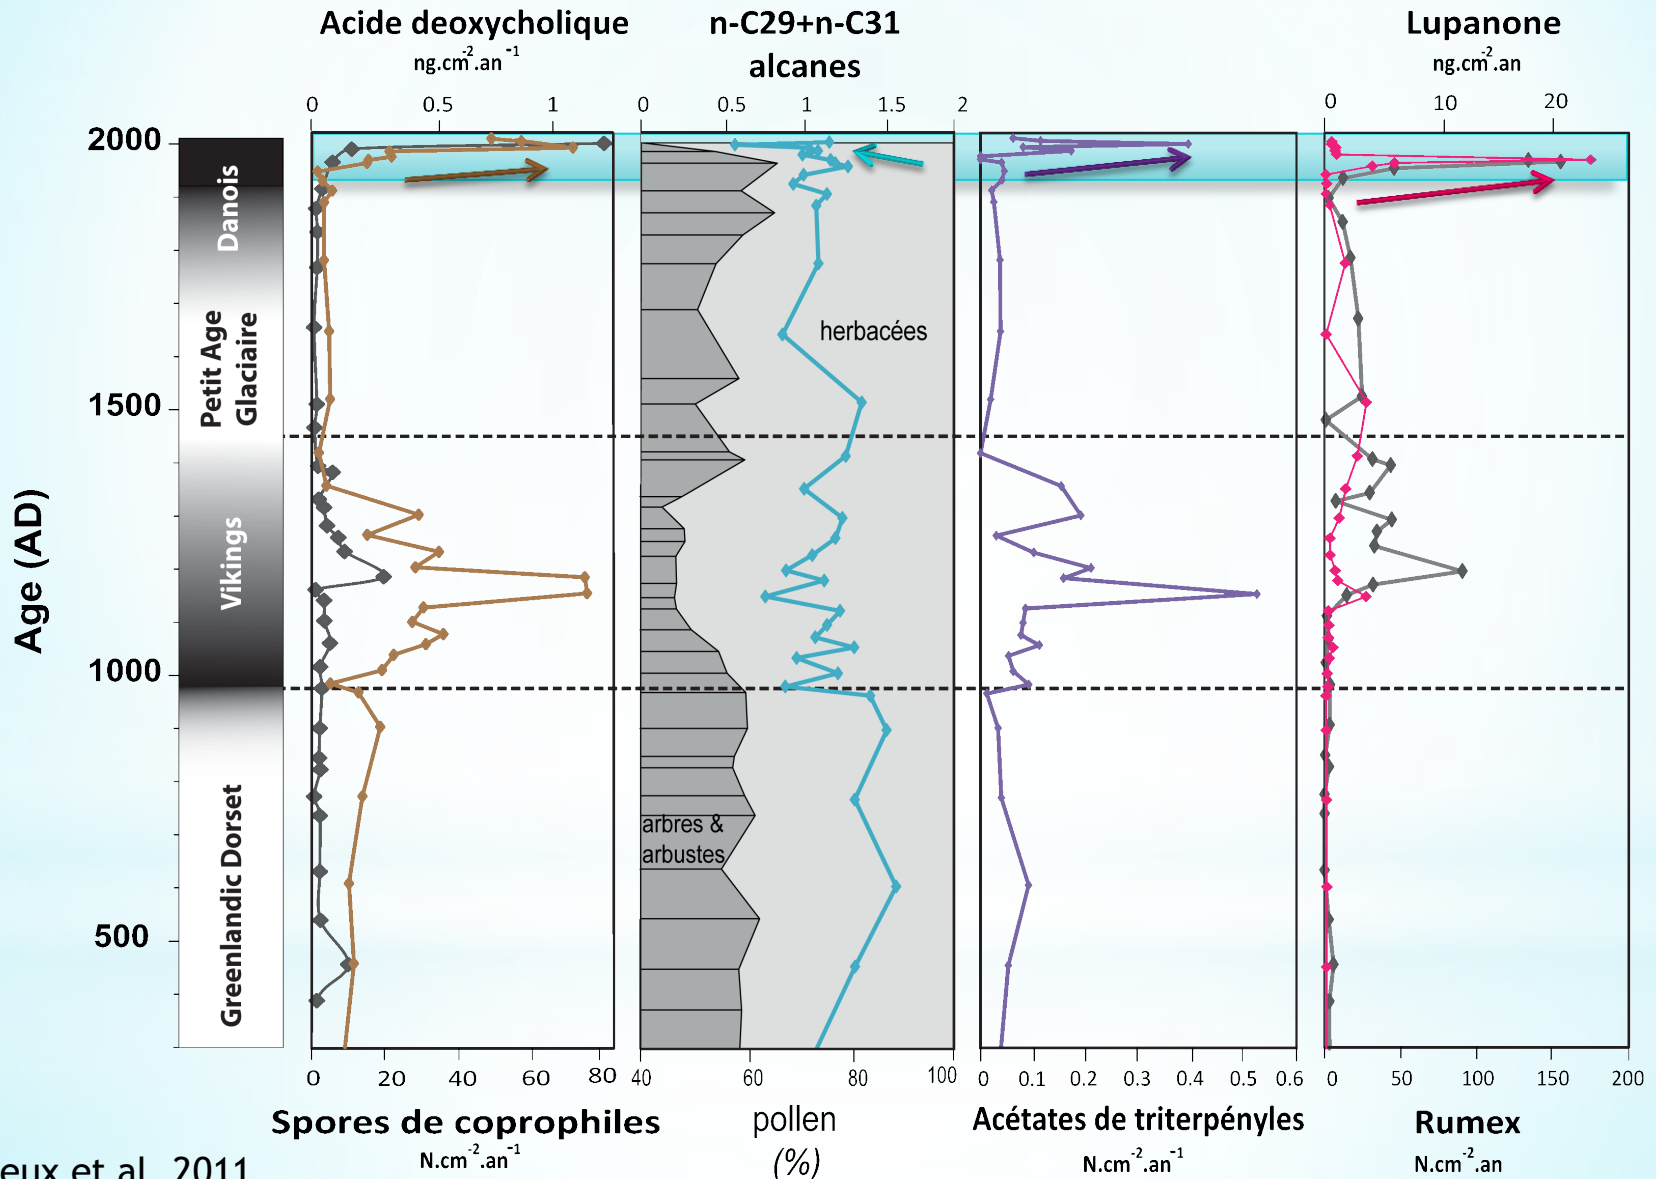 Acide deoxycholique
ng.cm-2.an-1
n-C29+n-C31
alcanes
Lupanone
ng.cm-2.an
0 0.5 1
0 0.5 1 1.5 2
0 10 20
Age (AD)
2000
1500
1000
500
Danois
Petit Age
Glaciaire
Vikings
Greenlandic Dorset
herbacées
arbres &
arbustes
0 20 40 60 80
40 60 80 100
0 0.1 0.2 0.3 0.4 0.5 0.6
0 50 100 150 200
Spores de coprophiles
N.cm-2.an-1
pollen
(%)
Acétates de triterpényles
N.cm-2.an-1
Rumex
N.cm-2.an
eux et al. 2011